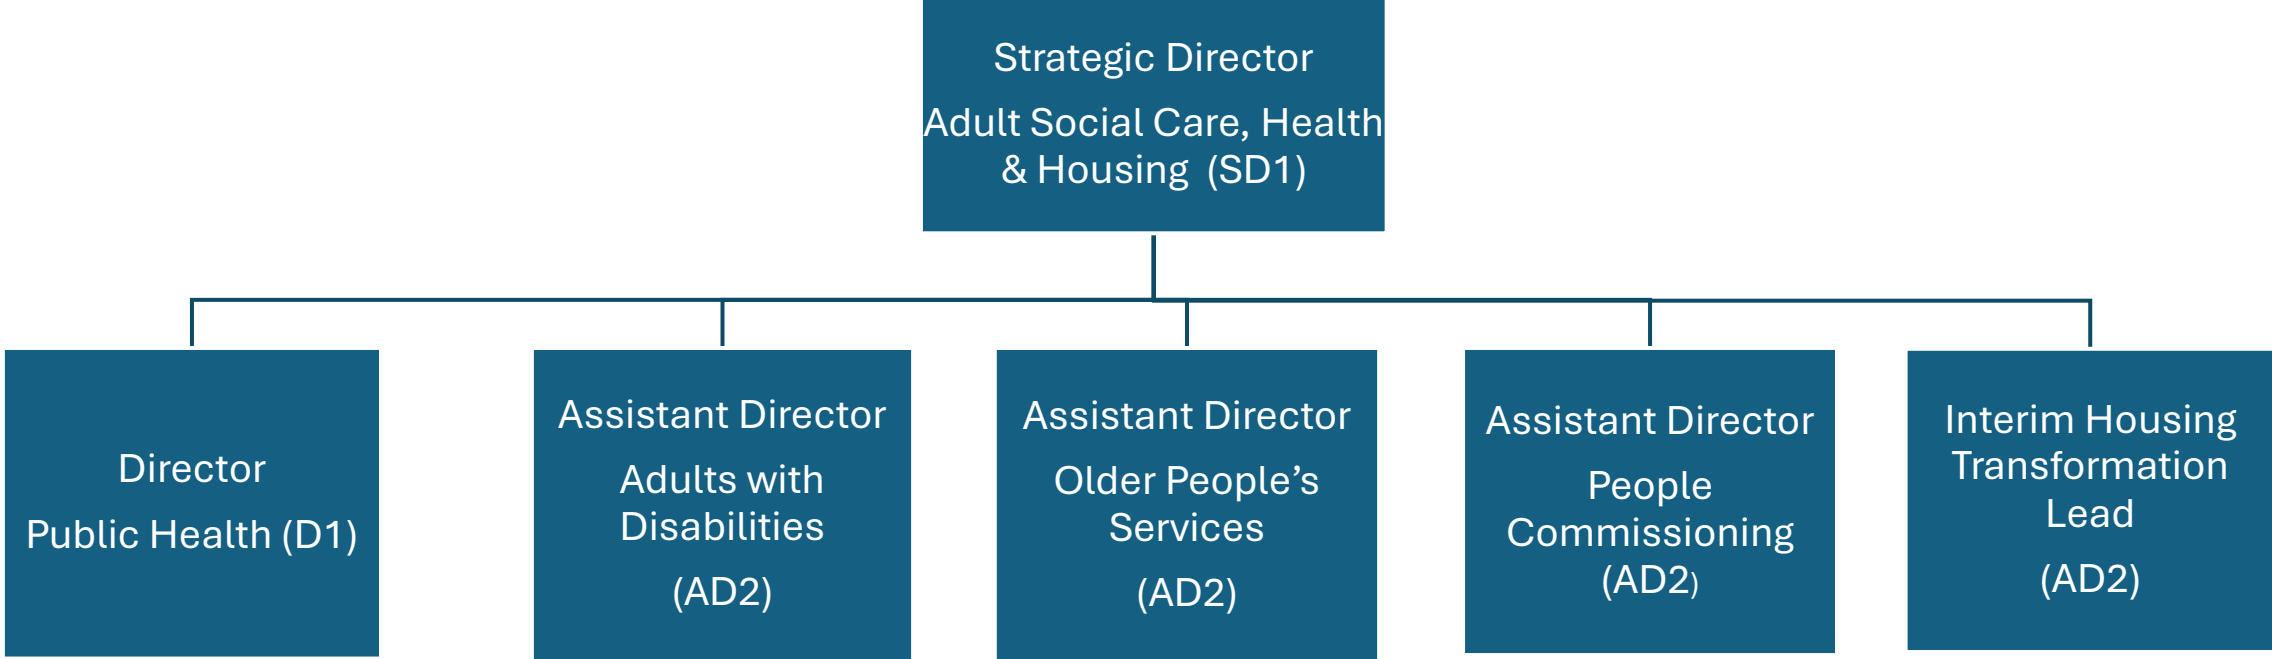 Strategic Director
Adult Social Care, Health
& Housing (SD1)
Director
Public Health (D1)
Assistant Director
Adults with
Disabilities
(AD2)
Assistant Director
Older People’s
Services
(AD2)
Assistant Director
People
Commissioning
(AD2)
Interim Housing
Transformation
Lead
(AD2)